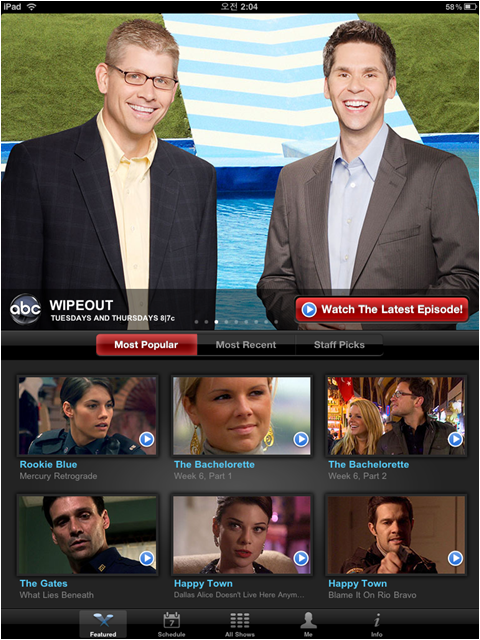 iPad 오전 2:04 58%
abc WIPEOUT
TUESDAYS AND THURSDAYS 8|7c
Watch The Latest Episode!
Most Popular Most Recent Staff Picks
Rookie Blue
Mercury Retrograde
The Bachelorette
Week 6, Part 1
The Bachelorette
Week 6, Part 2
The Gates
What Lies Beneath
Happy Town
Dallas Alice Doesn't Live Here Anym...
Happy Town
Blame It On Rio Bravo
7
Featured Schedule All Shows Me Info